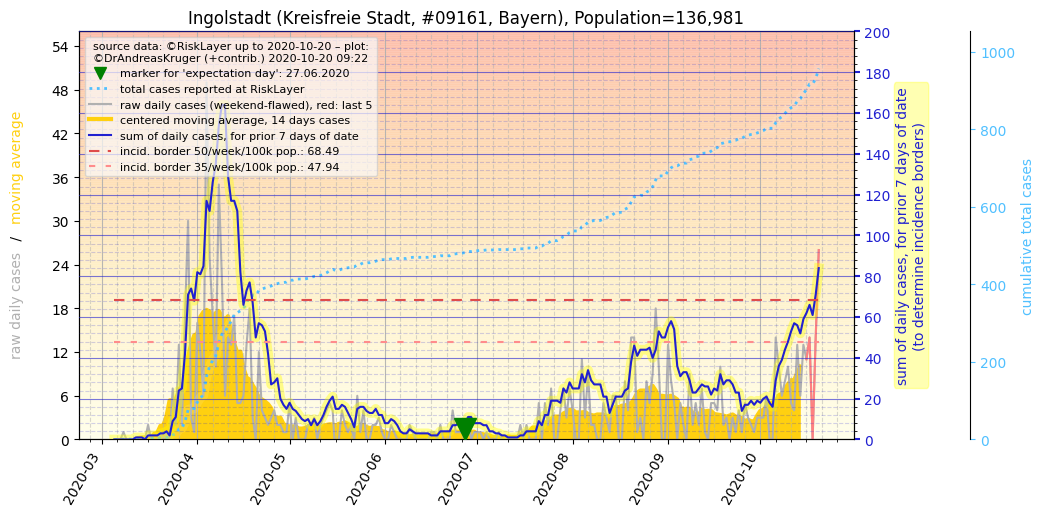 Ingolstadt (Kreisfreie Stadt, #09161, Bayern), Population=136,981
source data: ©RiskLayer up to 2020-10-20 – plot:
©DrAndreasKruger (+contrib.) 2020-10-20 09:22
marker for 'expectation day': 27.06.2020
total cases reported at RiskLayer
raw daily cases (weekend-flawed), red: last 5
centered moving average, 14 days cases
sum of daily cases, for prior 7 days of date
incid. border 50/week/100k pop.: 68.49
incid. border 35/week/100k pop.: 47.94
raw daily cases / moving average
54
48
42
36
30
24
18
12
6
0
2020-03
2020-04
2020-05
2020-06
2020-07
2020-08
2020-09
2020-10
200
180
160
140
120
100
80
60
40
20
0
sum of daily cases, for prior 7 days of date
(to determine incidence borders)
1000
800
600
400
200
0
cumulative total cases